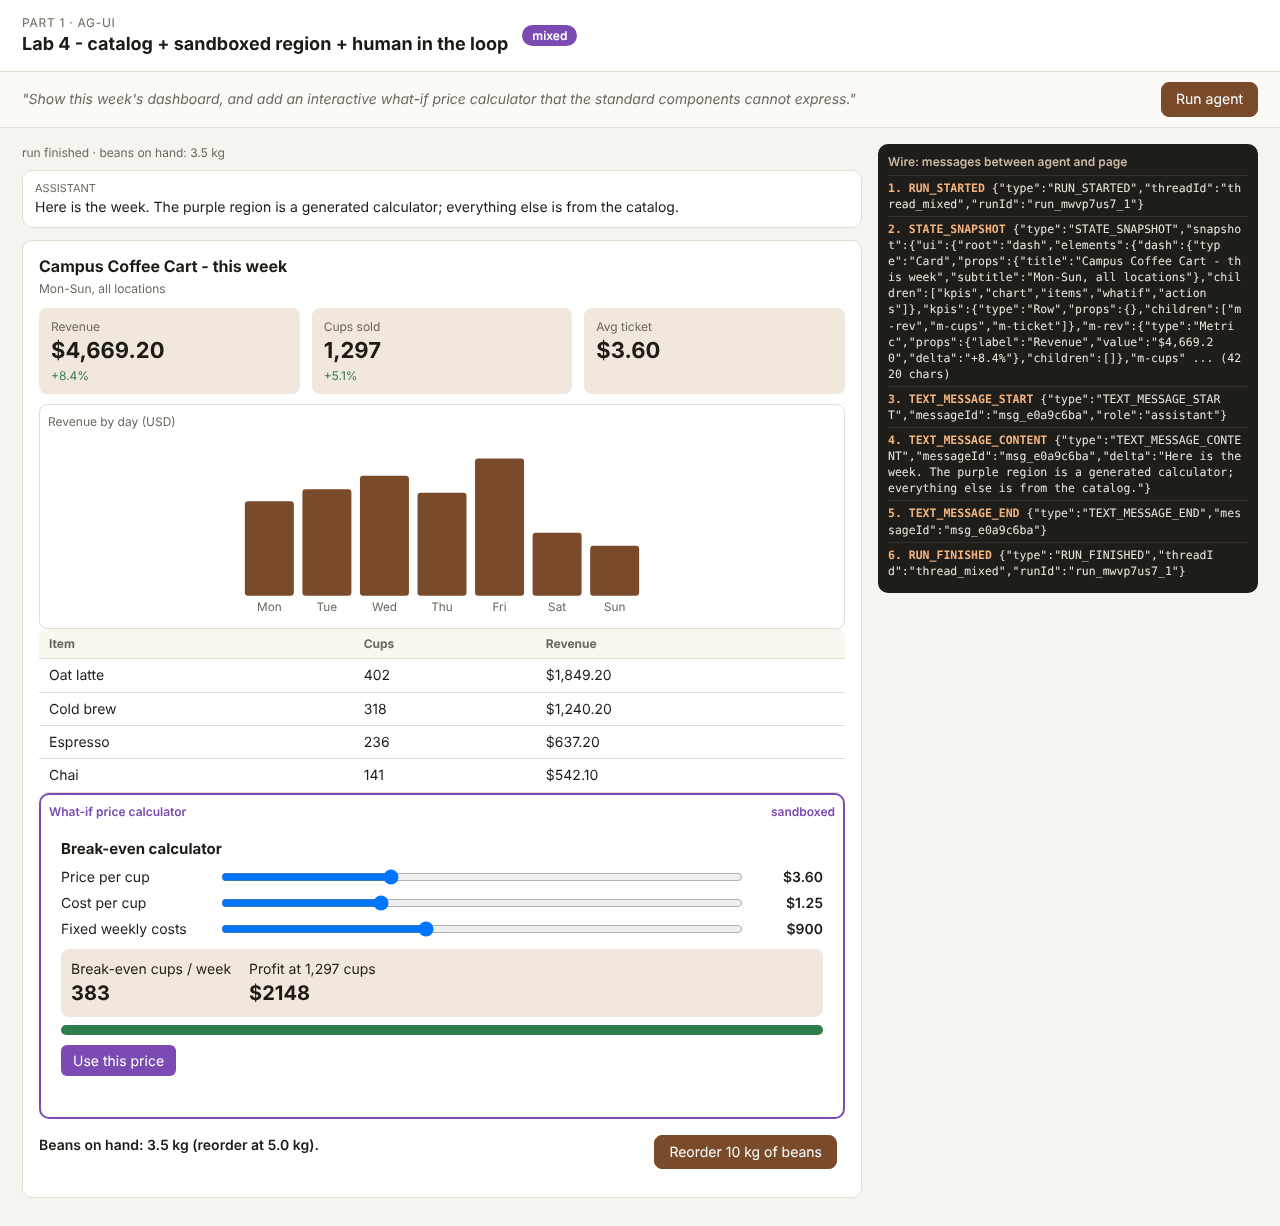 PART 1 · AG-UI
Lab 4 - catalog + sandboxed region + human in the loop
mixed
"Show this week's dashboard, and add an interactive what-if price calculator that the standard components cannot express."
Run agent
run finished · beans on hand: 3.5 kg
ASSISTANT
Here is the week. The purple region is a generated calculator; everything else is from the catalog.
Campus Coffee Cart - this week
Mon-Sun, all locations
Revenue
$4,669.20
+8.4%
Cups sold
1,297
+5.1%
Avg ticket
$3.60
Revenue by day (USD)
Mon Tue Wed Thu Fri Sat Sun
Item Cups Revenue
Oat latte 402 $1,849.20
Cold brew 318 $1,240.20
Espresso 236 $637.20
Chai 141 $542.10
What-if price calculator sandboxed
Break-even calculator
Price per cup $3.60
Cost per cup $1.25
Fixed weekly costs $900
Break-even cups / week
383
Profit at 1,297 cups
$2148
Use this price
Beans on hand: 3.5 kg (reorder at 5.0 kg).
Reorder 10 kg of beans
Wire: messages between agent and page
1. RUN_STARTED {"type":"RUN_STARTED","threadId":"th
read_mixed","runId":"run_mwvp7us7_1"}
2. STATE_SNAPSHOT {"type":"STATE_SNAPSHOT","snapsho
t":{"ui":{"root":"dash","elements":{"dash":{"typ
e":"Card","props":{"title":"Campus Coffee Cart - th
is week","subtitle":"Mon-Sun, all locations"},"chil
dren":["kpis","chart","items","whatif","action
s"]},"kpis":{"type":"Row","props":{},"children":["m
-rev","m-cups","m-ticket"]},"m-rev":{"type":"Metri
c","props":{"label":"Revenue","value":"$4,669.2
0","delta":"+8.4%"},"children":[]},"m-cups" ... (42
20 chars)
3. TEXT_MESSAGE_START {"type":"TEXT_MESSAGE_STAR
T","messageId":"msg_e0a9c6ba","role":"assistant"}
4. TEXT_MESSAGE_CONTENT {"type":"TEXT_MESSAGE_CONTE
NT","messageId":"msg_e0a9c6ba","delta":"Here is the
week. The purple region is a generated calculator;
everything else is from the catalog."}
5. TEXT_MESSAGE_END {"type":"TEXT_MESSAGE_END","mes
sageId":"msg_e0a9c6ba"}
6. RUN_FINISHED {"type":"RUN_FINISHED","threadI
d":"thread_mixed","runId":"run_mwvp7us7_1"}